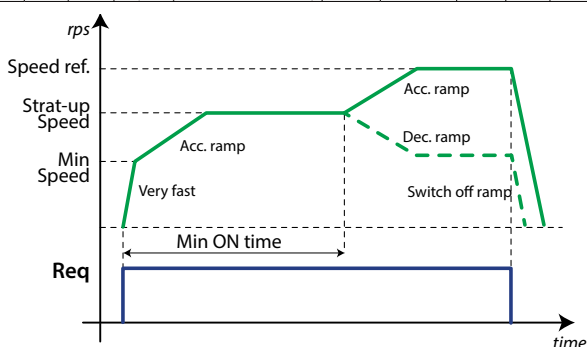 rps
Speed ref.
Acc. ramp
Strat-up
Speed
Dec. ramp
Acc. ramp
Min
Speed
Very fast
Switch off ramp
Min ON time
Req
time